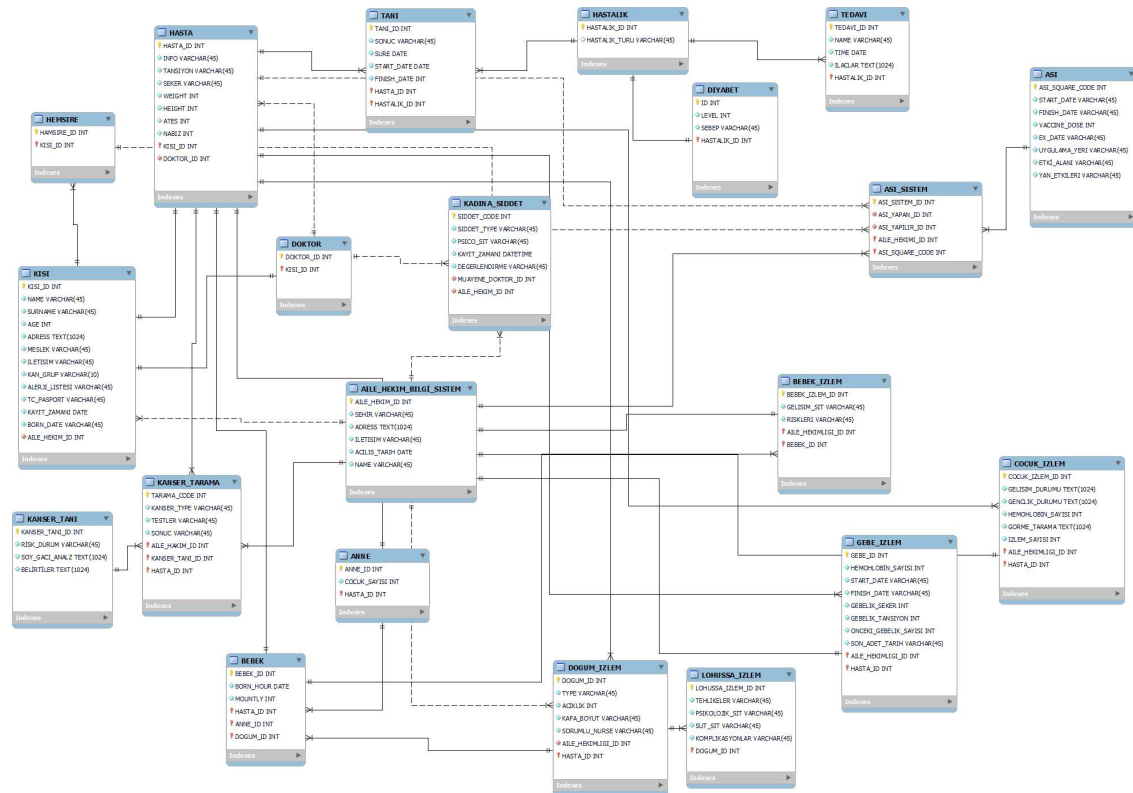 HASTA
HASTA_ID INT
INFO VARCHAR(45)
TANSIYON VARCHAR(45)
SEKER VARCHAR(45)
WEIGHT INT
HEIGHT INT
ATES INT
NABIZ INT
KISI_ID INT
DOKTOR_ID INT
Indexes
TANI
TANI_ID INT
SONUC VARCHAR(45)
SURE DATE
START_DATE DATE
FINISH_DATE INT
HASTA_ID INT
HASTALIK_ID INT
Indexes
HASTALIK
HASTALIK_ID INT
HASTALIK_TURU VARCHAR(45)
Indexes
TEDAVI
TEDAVI_ID INT
NAME VARCHAR(45)
TIME DATE
ILACLAR TEXT(1024)
HASTALIK_ID INT
Indexes
DIYABET
ID INT
LEVEL INT
SEBEP VARCHAR(45)
HASTALIK_ID INT
Indexes
ASI
ASI_SQUARE_CODE INT
START_DATE VARCHAR(45)
FINISH_DATE VARCHAR(45)
VACCINE_DOSE INT
EX_DATE VARCHAR(45)
UYGULAMA_YERI VARCHAR(45)
ETKİ_ALANI VARCHAR(45)
YAN_ETKILERI VARCHAR(45)
Indexes
HEMSIRE
HAMSIRE_ID INT
KISI_ID INT
Indexes
ASI_SISTEM
ASI_SISTEM_ID INT
ASI_YAPAN_ID INT
ASI_YAPILIR_ID INT
AILE_HEKIMI_ID INT
ASI_SQUARE_CODE INT
Indexes
KADINA_SIDDET
SIDDET_CODE INT
SIDDET_TYPE VARCHAR(45)
PSICO_SIT VARCHAR(45)
KAYIT_ZAMANI DATETIME
DEGERLENDIRME VARCHAR(45)
MUAYENE_DOKTOR_ID INT
AILE_HEKIM_ID INT
Indexes
DOKTOR
DOKTOR_ID INT
KISI_ID INT
Indexes
KISI
KISI_ID INT
NAME VARCHAR(45)
SURNAME VARCHAR(45)
AGE INT
ADRESS TEXT(1024)
MESLEK VARCHAR(45)
ILETISIM VARCHAR(45)
KAN_GRUP VARCHAR(10)
ALERJI_LISTESI VARCHAR(45)
TC_PASPORT VARCHAR(45)
KAYIT_ZAMANI DATE
BORN_DATE VARCHAR(45)
AILE_HEKIM_ID INT
Indexes
AILE_HEKIM_BILGİ_SISTEM
AILE_HEKIM_ID INT
SEHIR VARCHAR(45)
ADRESS TEXT(1024)
ILETISIM VARCHAR(45)
ACILIS_TARIH DATE
NAME VARCHAR(45)
Indexes
BEBEK_IZLEM
BEBEK_IZLEM_ID INT
GELISIM_SIT VARCHAR(45)
RISKLERI VARCHAR(45)
AILE_HEKIMLIGI_ID INT
BEBEK_ID INT
Indexes
COCUK_IZLEM
COCUK_IZLEM_ID INT
GELISIM_DURUMU TEXT(1024)
GENCLIK_DURUMU TEXT(1024)
HEMOHLOBIN_SAYISI INT
GORME_TARAMA TEXT(1024)
IZLEM_SAYISI INT
AILE_HEKIMLIGI_ID INT
HASTA_ID INT
Indexes
KANSER_TARAMA
TARAMA_CODE INT
KANSER_TYPE VARCHAR(45)
TESTLER VARCHAR(45)
SONUC VARCHAR(45)
AILE_HAKIM_ID INT
KANSER_TANI_ID INT
HASTA_ID INT
Indexes
KANSER_TANI
KANSER_TANI_ID INT
RISK_DURUM VARCHAR(45)
SOY_GACI_ANALZ TEXT(1024)
BELIRTİLER TEXT(1024)
Indexes
ANNE
ANNE_ID INT
COCUK_SAYISI INT
HASTA_ID INT
Indexes
GEBE_IZLEM
GEBE_ID INT
HEMOHLOBİN_SAYISI INT
START_DATE VARCHAR(45)
FINISH_DATE VARCHAR(45)
GEBELIK_SEKER INT
GEBELIK_TANSIYON INT
ONCEKI_GEBELIK_SAYISI INT
SON_ADET_TARIH VARCHAR(45)
AILE_HEKIMLIGI_ID INT
HASTA_ID INT
Indexes
BEBEK
BEBEK_ID INT
BORN_HOUR DATE
MOUNTLY INT
HASTA_ID INT
ANNE_ID INT
DOGUM_ID INT
Indexes
DOGUM_IZLEM
DOGUM_ID INT
TYPE VARCHAR(45)
ACIKLIK INT
KAFA_BOYUT VARCHAR(45)
SORUMLU_NURSE VARCHAR(45)
AILE_HEKIMLIGI_ID INT
HASTA_ID INT
Indexes
LOHUSSA_IZLEM
LOHUSSA_IZLEM_ID INT
TEHLIKELER VARCHAR(45)
PSIKOLOJIK_SIT VARCHAR(45)
SUT_SIT VARCHAR(45)
KOMPLIKASYONLAR VARCHAR(45)
DOGUM_ID INT
Indexes